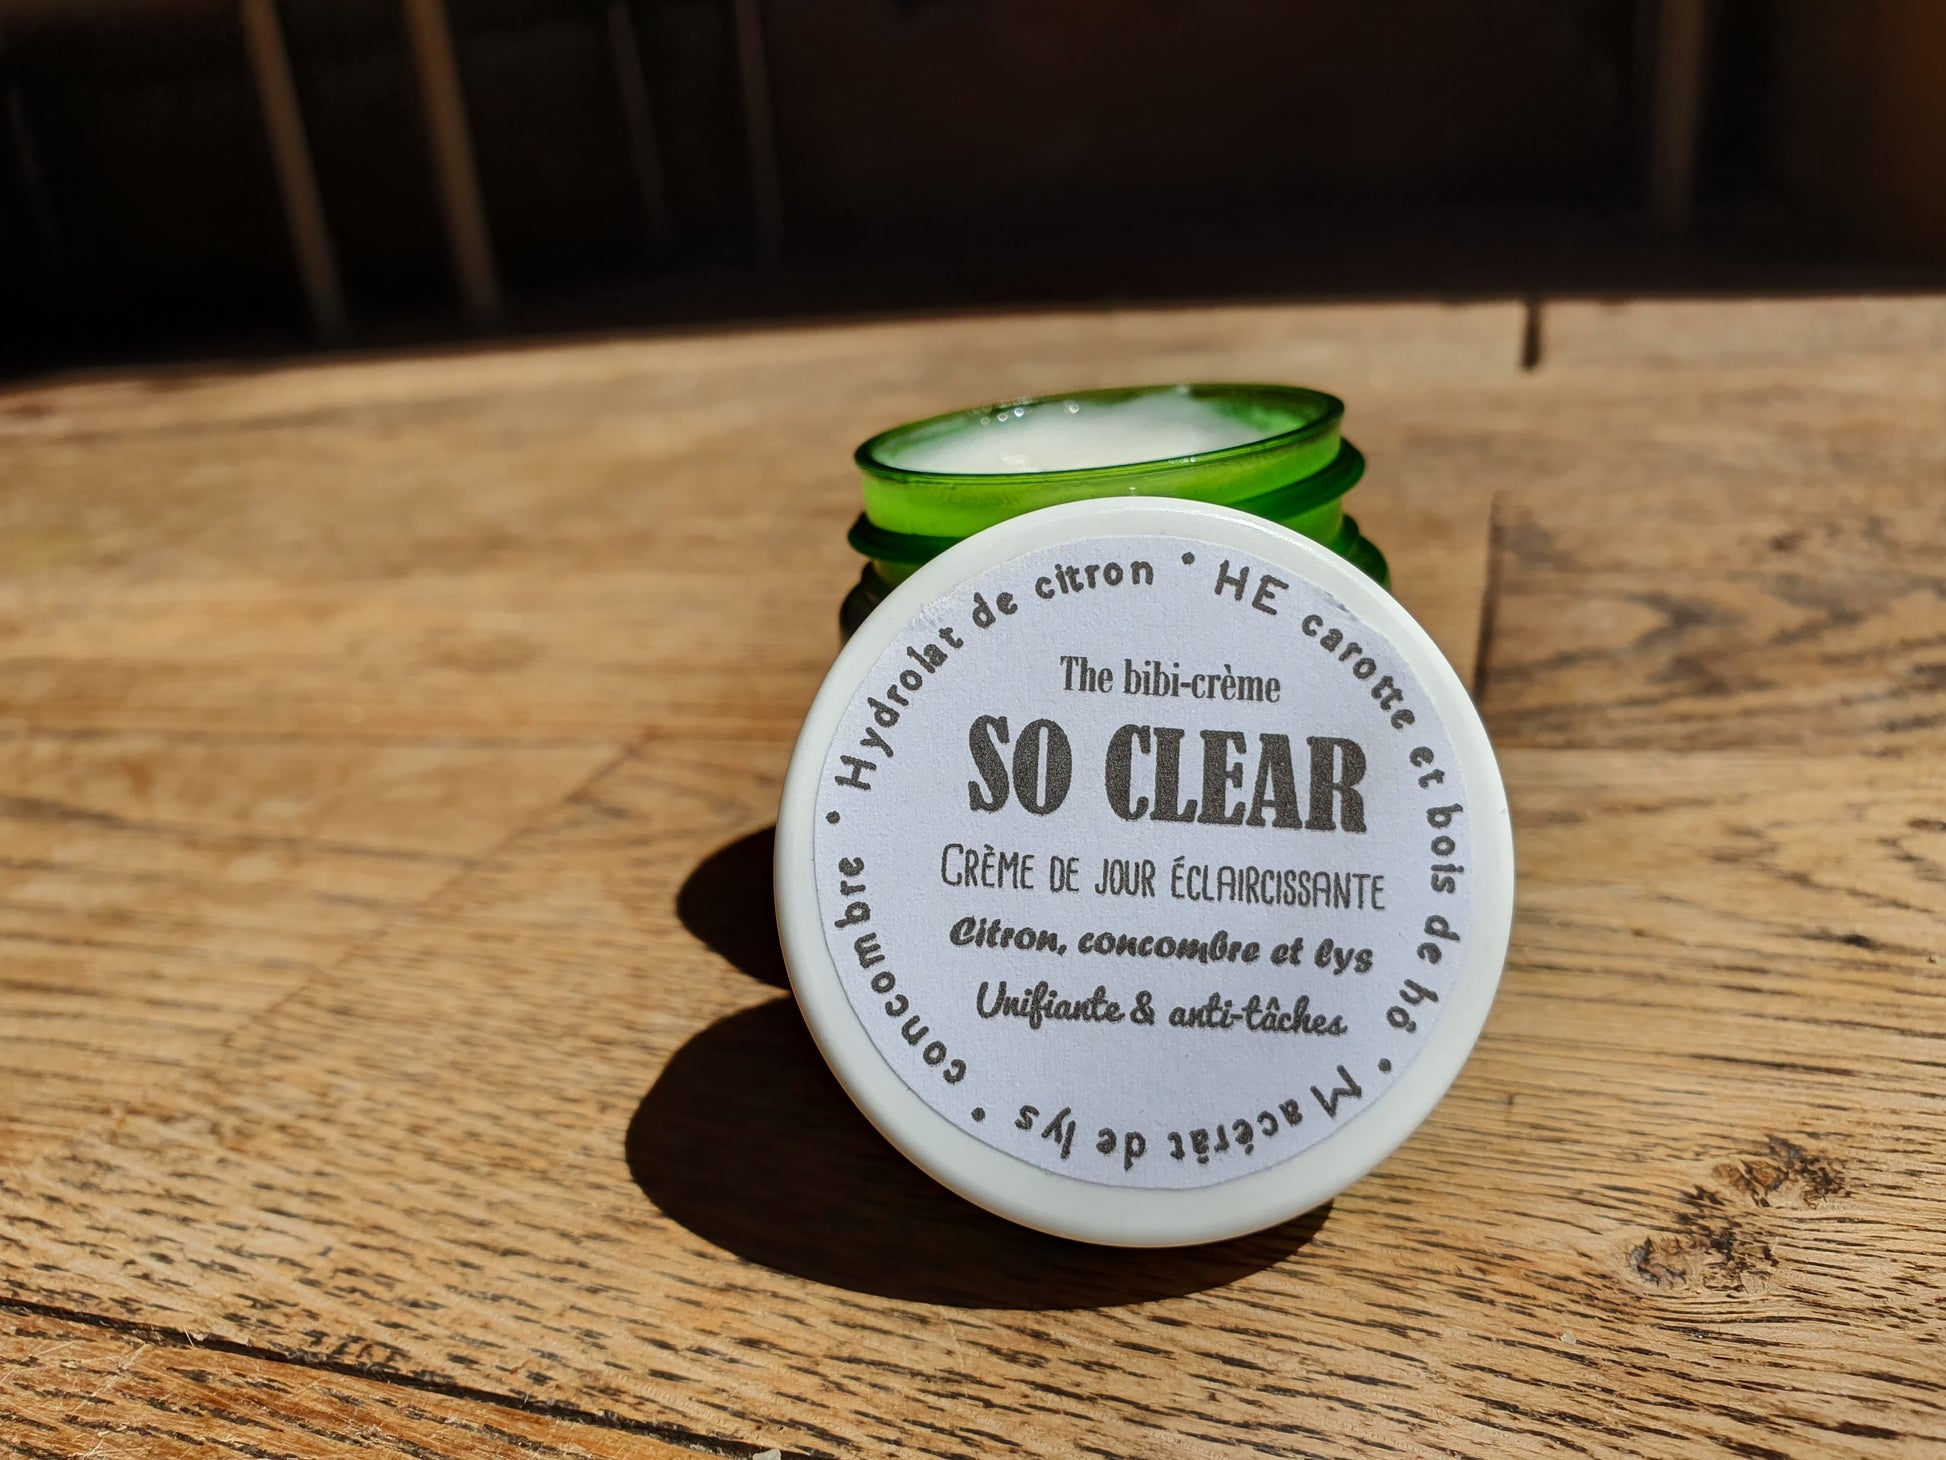 The bibi-crème
SO CLEAR
CRÈME DE JOUR ÉCLAIRCISSANTE
Citron, concombre et lys
Unifiante & anti-tâches
• Hydrolat de citron • HE carotte et bois de hô • Macérât de lys • concombre